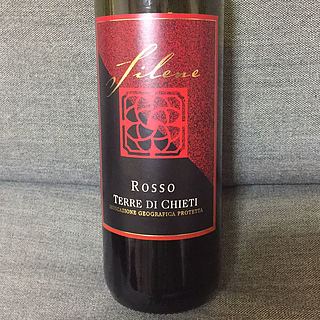 Silene
ROSSO
TERRE DI CHIETI
INDICAZIONE GEOGRAFICA PROTETTA